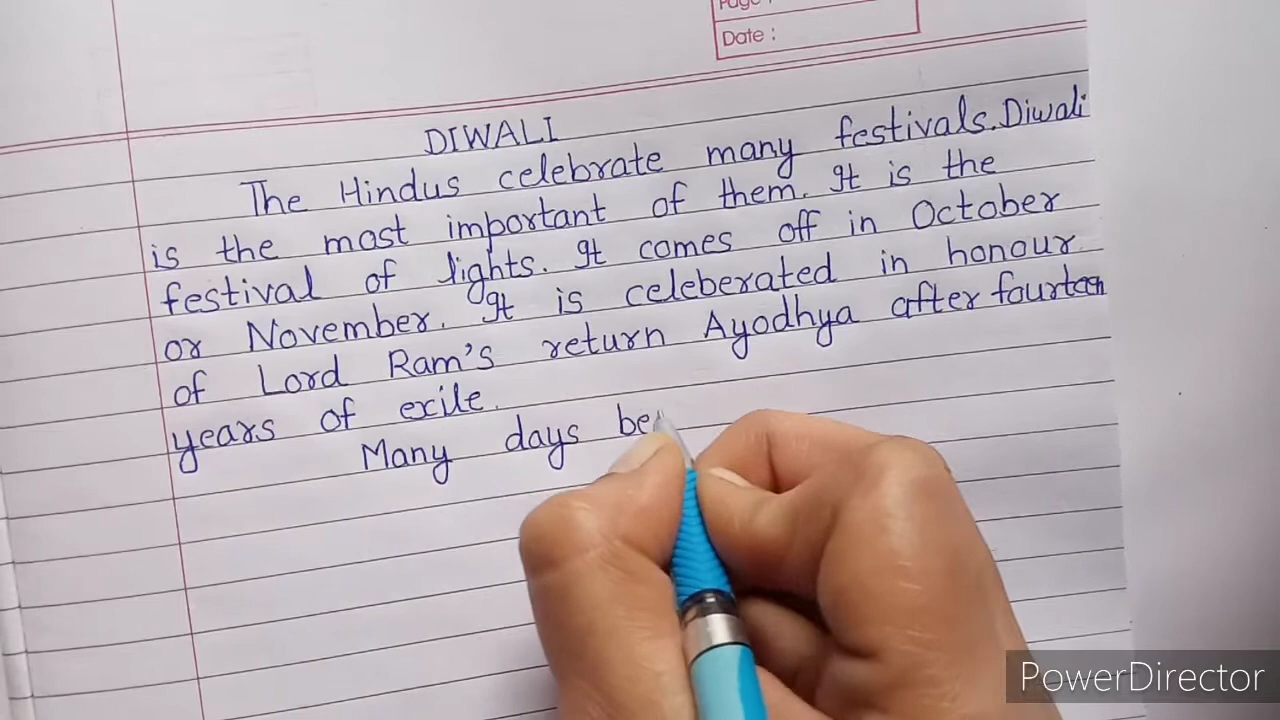 Page :
Date :
DIWALI
The Hindus celebrate many festivals. Diwali
is the most important of them. It is the
festival of lights. It comes off in October
or November. It is celeberated in honour
of Lord Ram's return Ayodhya after fourteen
years of exile.
Many days be
PowerDirector